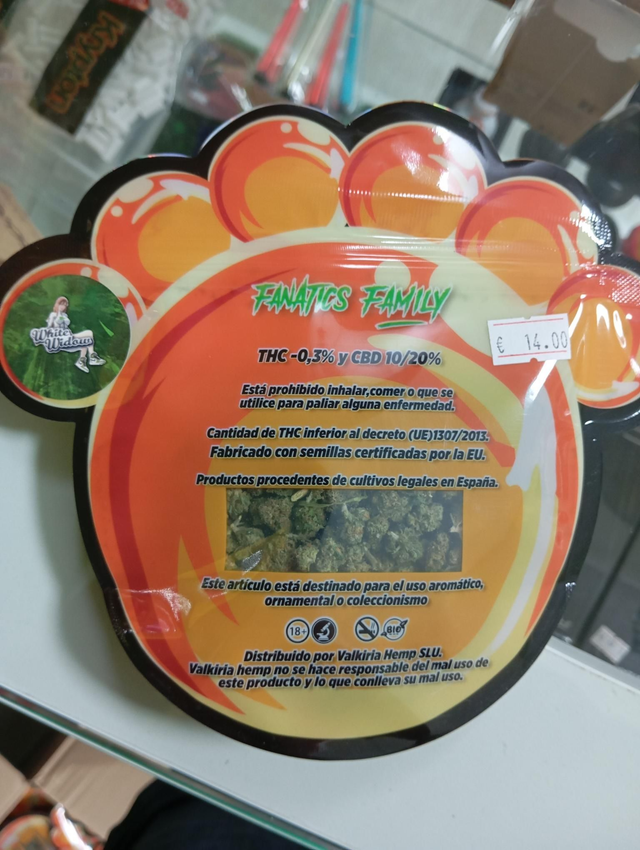 Keytion
FANATICS FAMILY
White
Widow
€ 14.00
THC -0,3% y CBD 10/20%
Está prohibido inhalar,comer o que se
utilice para paliar alguna enfermedad.
Cantidad de THC inferior al decreto (UE)1307/2013.
Fabricado con semillas certificadas por la EU.
Productos procedentes de cultivos legales en España.
Este artículo está destinado para el uso aromático,
ornamental o coleccionismo
18+
BIO
Distribuido por Valkiria Hemp SLU.
Valkiria hemp no se hace responsable del mal uso de
este producto y lo que conlleva su mal uso.